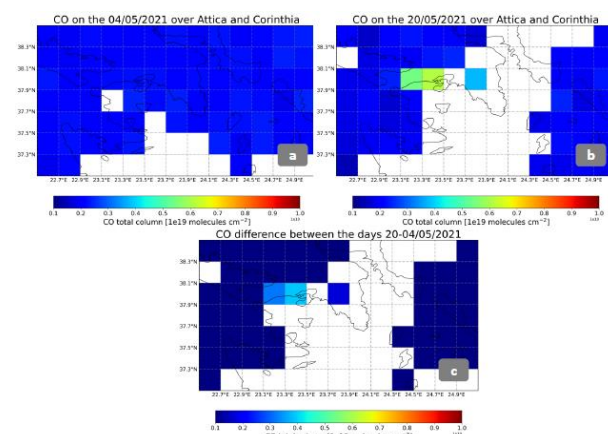 CO on the 04/05/2021 over Attica and Corinthia
38.3°N
38.1°N
37.9°N
37.7°N
37.5°N
37.3°N
a
22.7°E 22.9°E 23.1°E 23.3°E 23.5°E 23.7°E 23.9°E 24.1°E 24.3°E 24.5°E 24.7°E 24.9°E
0.1 0.2 0.3 0.4 0.5 0.6 0.7 0.8 0.9 1.0
CO total column [1e19 molecules cm⁻²]
1e19
CO on the 20/05/2021 over Attica and Corinthia
38.3°N
38.1°N
37.9°N
37.7°N
37.5°N
37.3°N
b
22.7°E 22.9°E 23.1°E 23.3°E 23.5°E 23.7°E 23.9°E 24.1°E 24.3°E 24.5°E 24.7°E 24.9°E
0.1 0.2 0.3 0.4 0.5 0.6 0.7 0.8 0.9 1.0
CO total column [1e19 molecules cm⁻²]
1e19
CO difference between the days 20-04/05/2021
38.3°N
38.1°N
37.9°N
37.7°N
37.5°N
37.3°N
c
22.7°E 22.9°E 23.1°E 23.3°E 23.5°E 23.7°E 23.9°E 24.1°E 24.3°E 24.5°E 24.7°E 24.9°E
0.1 0.2 0.3 0.4 0.5 0.6 0.7 0.8 0.9 1.0